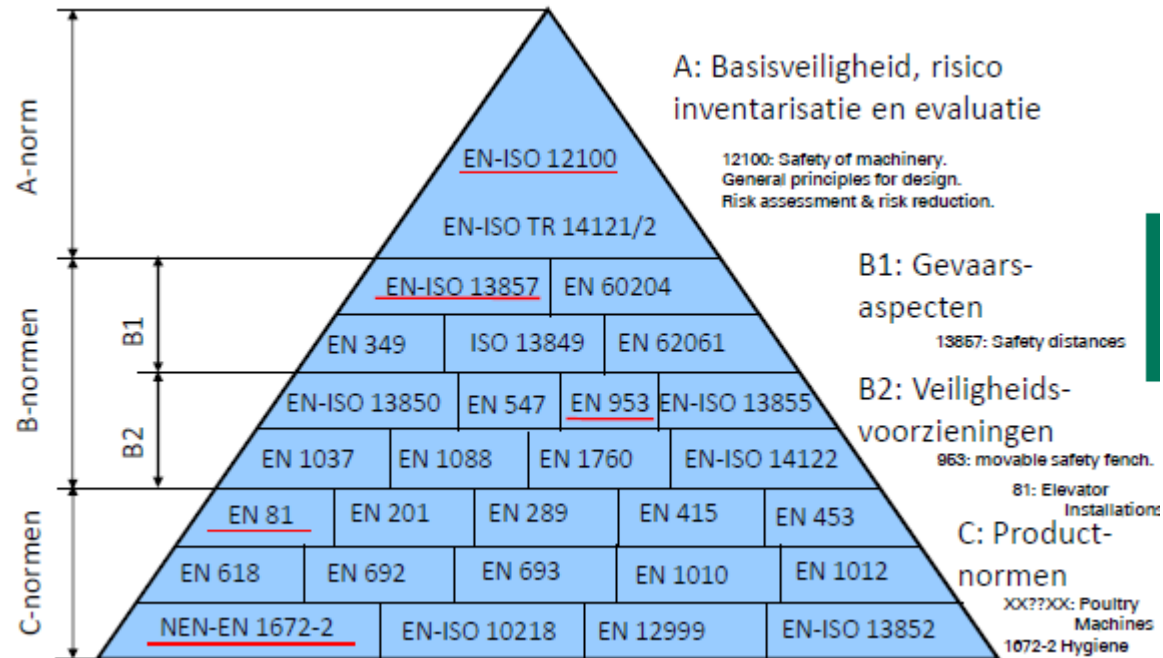 A-norm
B-normen
B1
B2
C-normen
EN-ISO 12100
EN-ISO TR 14121/2
EN-ISO 13857 EN 60204
EN 349 ISO 13849 EN 62061
EN-ISO 13850 EN 547 EN 953 EN-ISO 13855
EN 1037 EN 1088 EN 1760 EN-ISO 14122
EN 81 EN 201 EN 289 EN 415 EN 453
EN 618 EN 692 EN 693 EN 1010 EN 1012
NEN-EN 1672-2 EN-ISO 10218 EN 12999 EN-ISO 13852
A: Basisveiligheid, risico
inventarisatie en evaluatie
12100: Safety of machinery.
General principles for design.
Risk assessment & risk reduction.
B1: Gevaars-
aspecten
13857: Safety distances
B2: Veiligheids-
voorzieningen
953: movable safety fench.
81: Elevator
Installations
C: Product-
normen
XX??XX: Poultry
Machines
1672-2 Hygiene